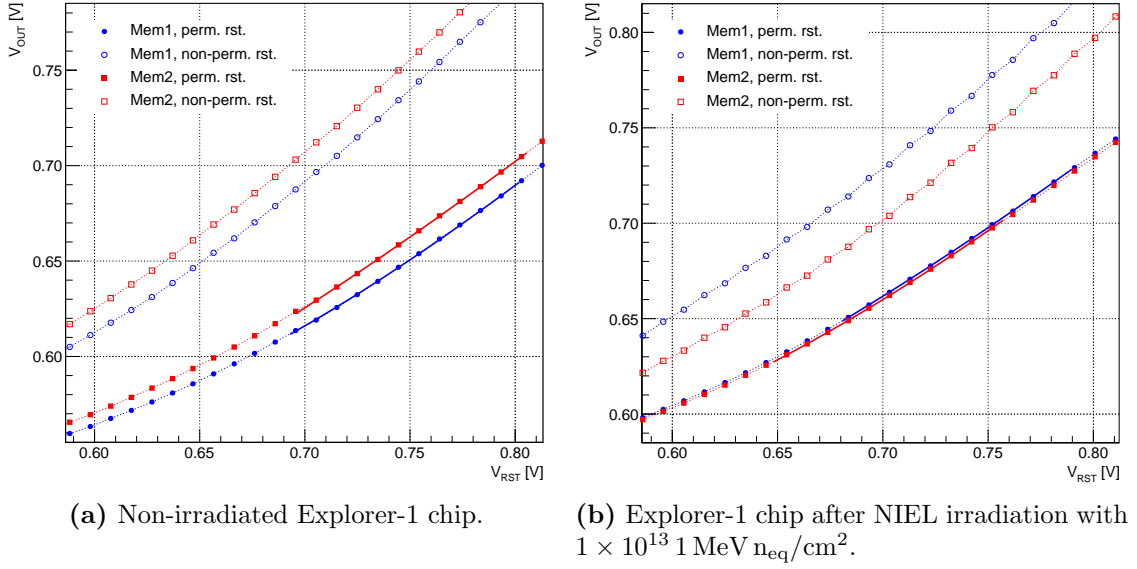 V_OUT [V]
Mem1, perm. rst.
Mem1, non-perm. rst.
Mem2, perm. rst.
Mem2, non-perm. rst.
0.75
0.70
0.65
0.60
0.60 0.65 0.70 0.75 0.80
V_RST [V]
(a) Non-irradiated Explorer-1 chip.
V_OUT [V]
0.80
Mem1, perm. rst.
Mem1, non-perm. rst.
Mem2, perm. rst.
Mem2, non-perm. rst.
0.75
0.70
0.65
0.60
0.60 0.65 0.70 0.75 0.80
V_RST [V]
(b) Explorer-1 chip after NIEL irradiation with
1 × 10¹³ 1 MeV n_eq/cm².